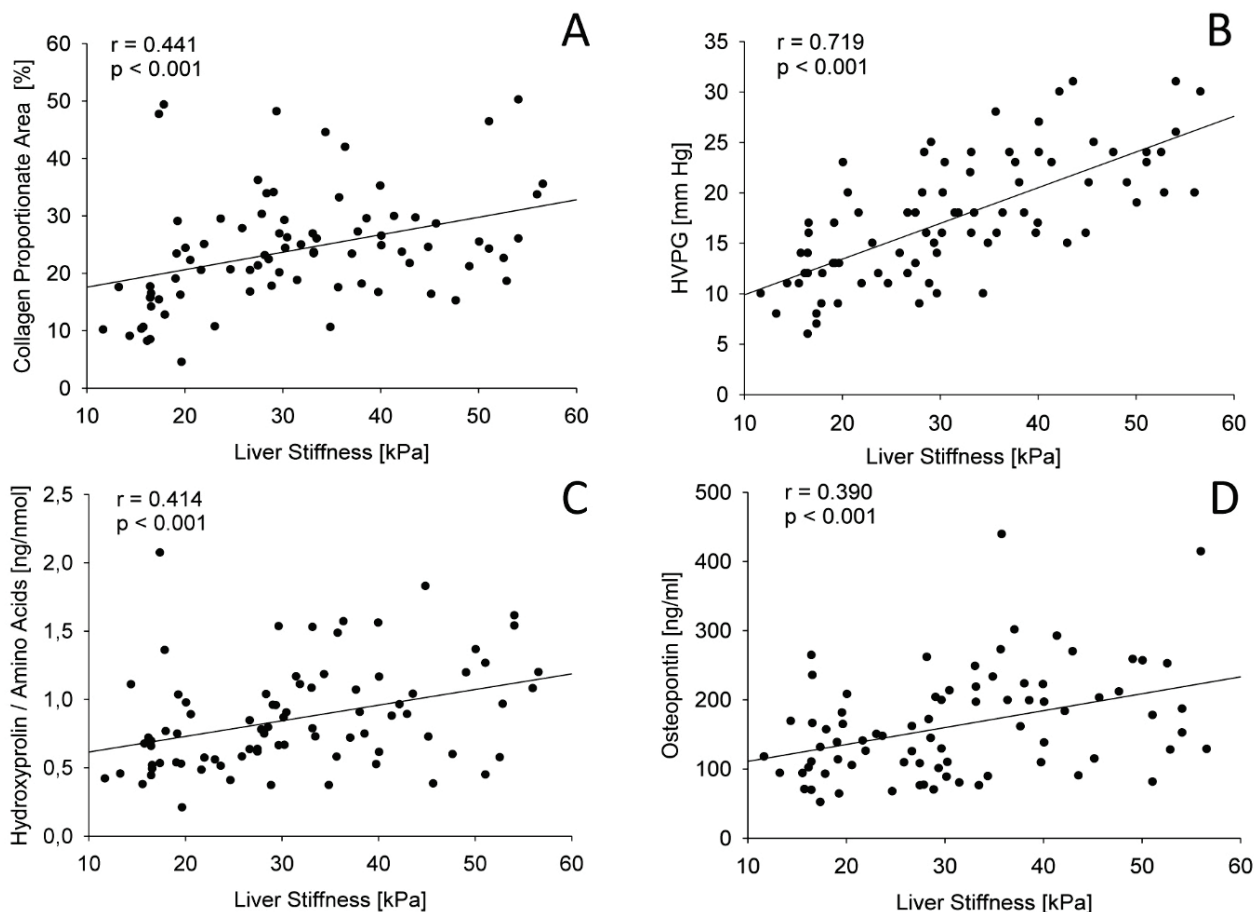 A
r = 0.441
p < 0.001
Collagen Proportionate Area [%]
60
50
40
30
20
10
0
10 20 30 40 50 60
Liver Stiffness [kPa]
B
r = 0.719
p < 0.001
HVPG [mm Hg]
35
30
25
20
15
10
5
0
10 20 30 40 50 60
Liver Stiffness [kPa]
C
r = 0.414
p < 0.001
Hydroxyprolin / Amino Acids [ng/nmol]
2,5
2,0
1,5
1,0
0,5
0,0
10 20 30 40 50 60
Liver Stiffness [kPa]
D
r = 0.390
p < 0.001
Osteopontin [ng/ml]
500
400
300
200
100
0
10 20 30 40 50 60
Liver Stiffness [kPa]